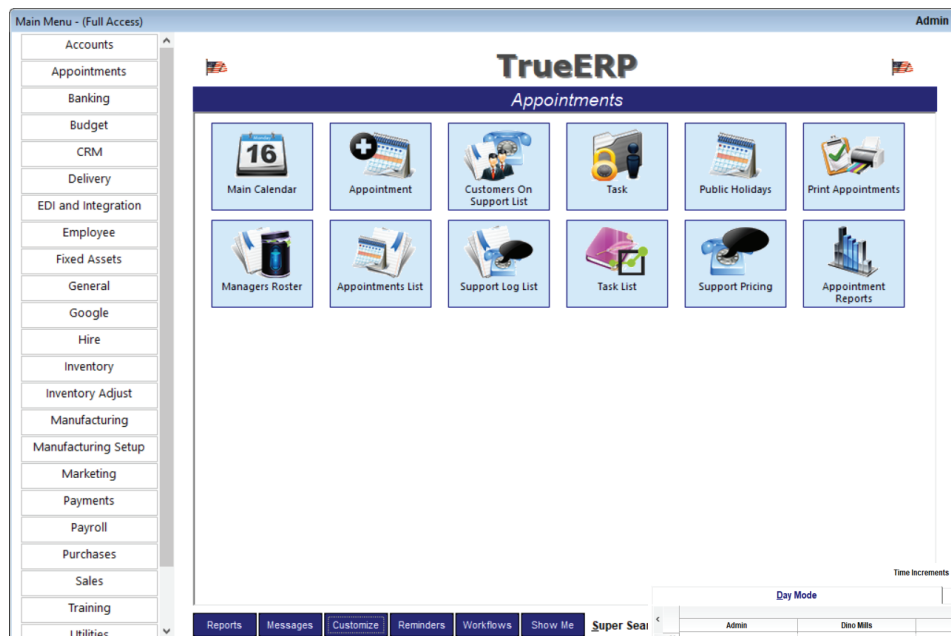 Main Menu - (Full Access)
Admin
Accounts
Appointments
Banking
Budget
CRM
Delivery
EDI and Integration
Employee
Fixed Assets
General
Google
Hire
Inventory
Inventory Adjust
Manufacturing
Manufacturing Setup
Marketing
Payments
Payroll
Purchases
Sales
Training
Utilities
TrueERP
Appointments
Monday
16
Main Calendar
Appointment
Customers On
Support List
Task
Public Holidays
Print Appointments
Managers Roster
Appointments List
Support Log List
Task List
Support Pricing
Appointment
Reports
Time Increments
Day Mode
Admin
Dino Mills
Reports
Messages
Customize
Reminders
Workflows
Show Me
Super Sear